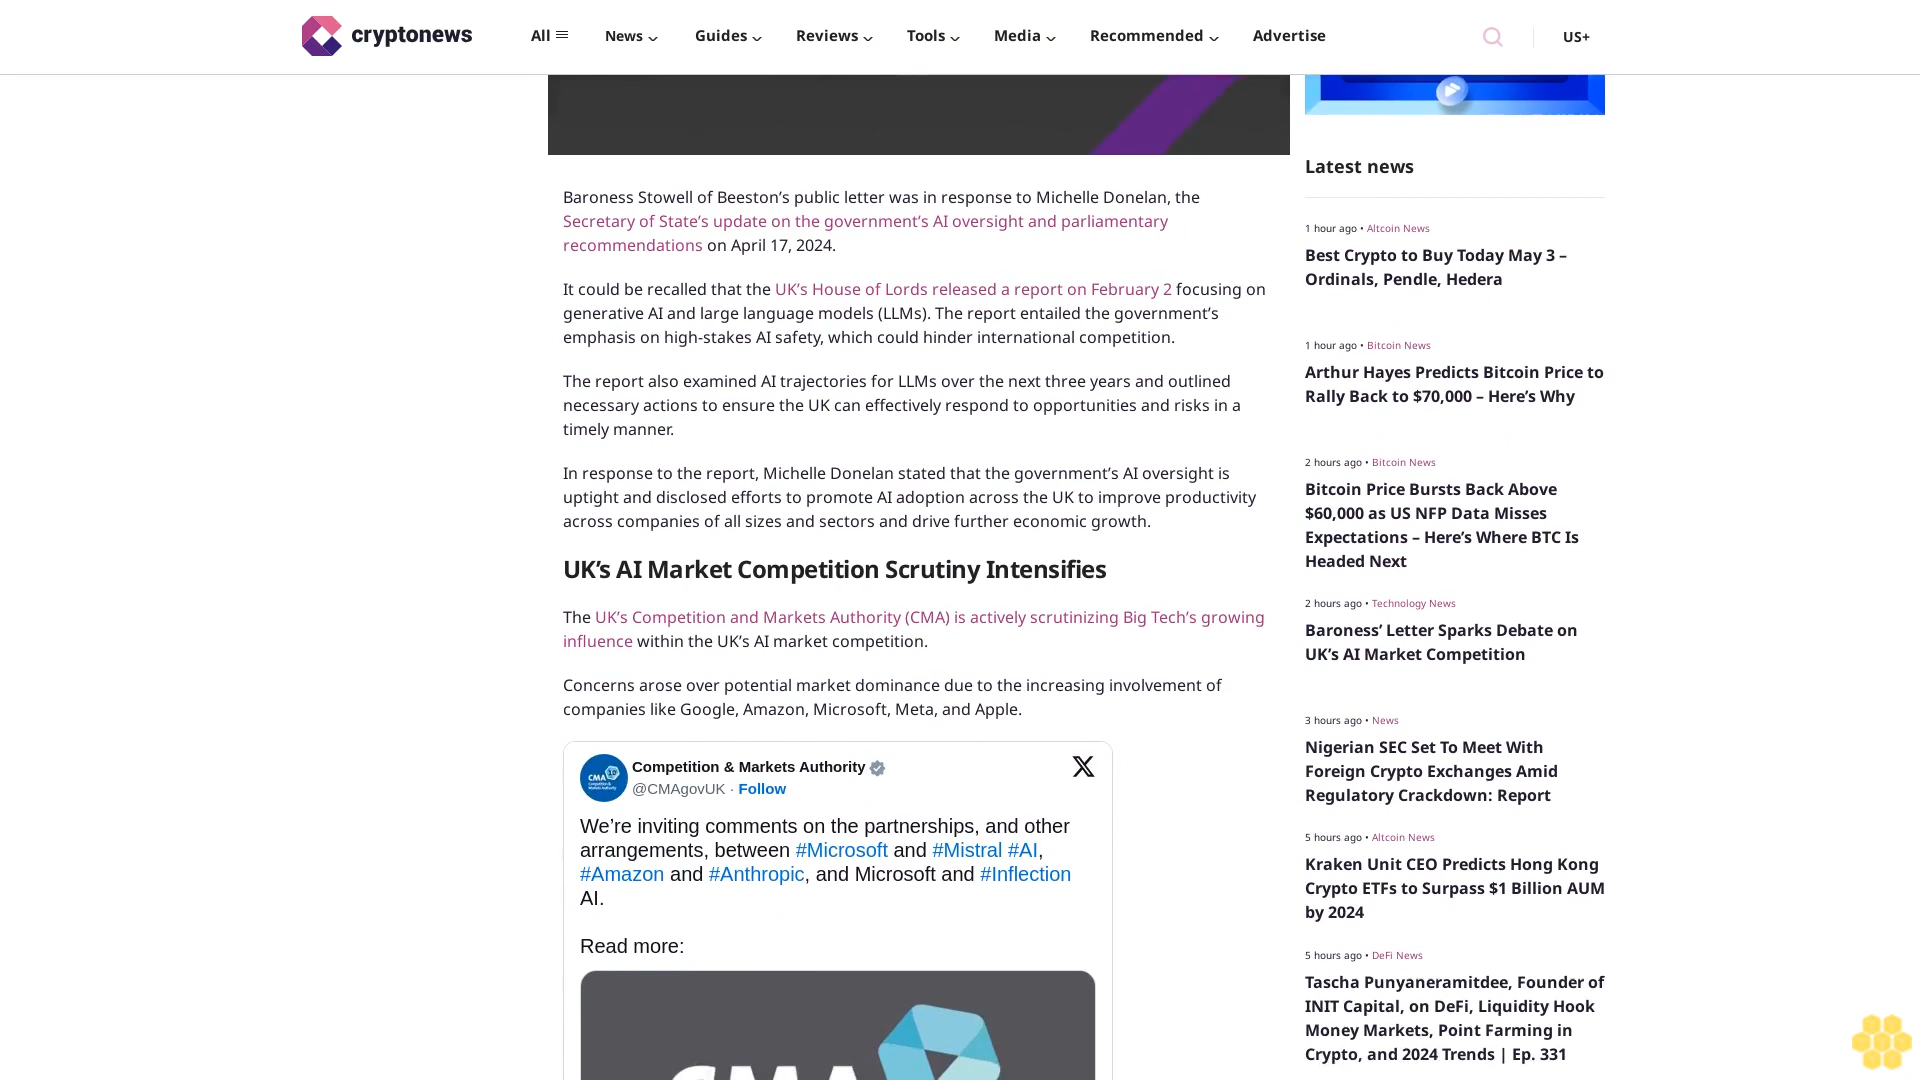 cryptonews
All
News
Guides
Reviews
Tools
Media
Recommended
Advertise
US+
Baroness Stowell of Beeston’s public letter was in response to Michelle Donelan, the
Secretary of State’s update on the government’s AI oversight and parliamentary
recommendations on April 17, 2024.
It could be recalled that the UK’s House of Lords released a report on February 2 focusing on
generative AI and large language models (LLMs). The report entailed the government’s
emphasis on high-stakes AI safety, which could hinder international competition.
The report also examined AI trajectories for LLMs over the next three years and outlined
necessary actions to ensure the UK can effectively respond to opportunities and risks in a
timely manner.
In response to the report, Michelle Donelan stated that the government’s AI oversight is
uptight and disclosed efforts to promote AI adoption across the UK to improve productivity
across companies of all sizes and sectors and drive further economic growth.
UK’s AI Market Competition Scrutiny Intensifies
The UK’s Competition and Markets Authority (CMA) is actively scrutinizing Big Tech’s growing
influence within the UK’s AI market competition.
Concerns arose over potential market dominance due to the increasing involvement of
companies like Google, Amazon, Microsoft, Meta, and Apple.
Competition & Markets Authority
@CMAgovUK · Follow
We’re inviting comments on the partnerships, and other
arrangements, between #Microsoft and #Mistral #AI,
#Amazon and #Anthropic, and Microsoft and #Inflection
AI.
Read more:
CMA
Latest news
1 hour ago • Altcoin News
Best Crypto to Buy Today May 3 –
Ordinals, Pendle, Hedera
1 hour ago • Bitcoin News
Arthur Hayes Predicts Bitcoin Price to
Rally Back to $70,000 – Here’s Why
2 hours ago • Bitcoin News
Bitcoin Price Bursts Back Above
$60,000 as US NFP Data Misses
Expectations – Here’s Where BTC Is
Headed Next
2 hours ago • Technology News
Baroness’ Letter Sparks Debate on
UK’s AI Market Competition
3 hours ago • News
Nigerian SEC Set To Meet With
Foreign Crypto Exchanges Amid
Regulatory Crackdown: Report
5 hours ago • Altcoin News
Kraken Unit CEO Predicts Hong Kong
Crypto ETFs to Surpass $1 Billion AUM
by 2024
5 hours ago • DeFi News
Tascha Punyaneramitdee, Founder of
INIT Capital, on DeFi, Liquidity Hook
Money Markets, Point Farming in
Crypto, and 2024 Trends | Ep. 331